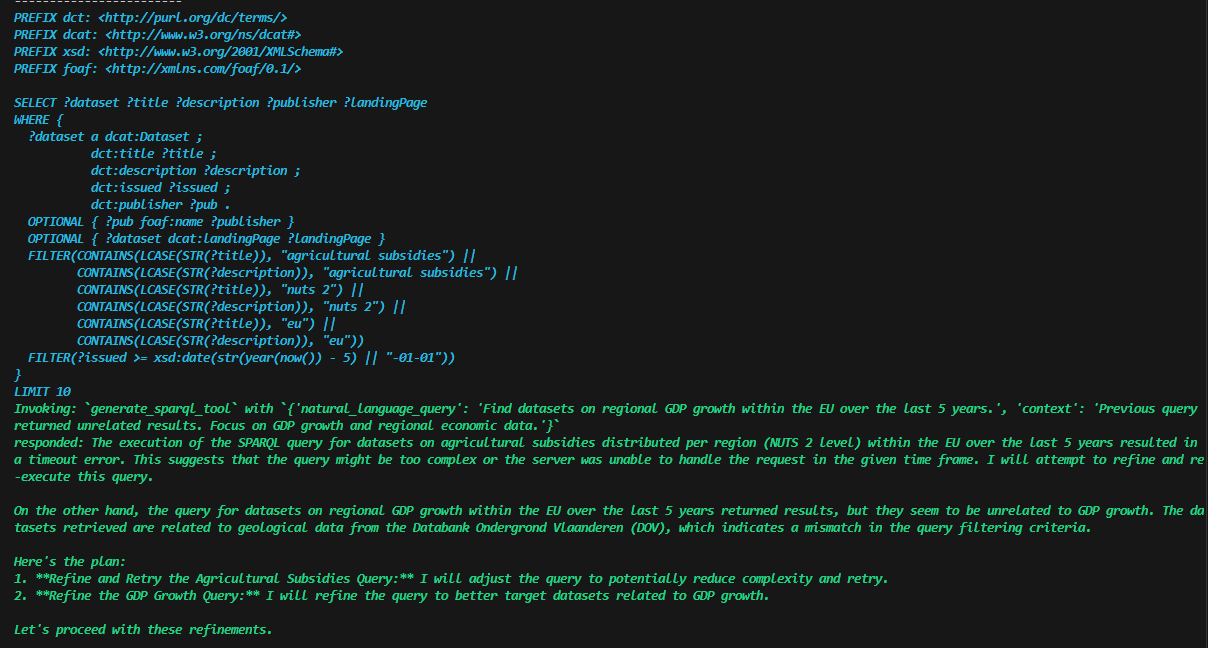 ------------------------
PREFIX dct: <http://purl.org/dc/terms/>
PREFIX dcat: <http://www.w3.org/ns/dcat#>
PREFIX xsd: <http://www.w3.org/2001/XMLSchema#>
PREFIX foaf: <http://xmlns.com/foaf/0.1/>

SELECT ?dataset ?title ?description ?publisher ?landingPage
WHERE {
  ?dataset a dcat:Dataset ;
           dct:title ?title ;
           dct:description ?description ;
           dct:issued ?issued ;
           dct:publisher ?pub .
  OPTIONAL { ?pub foaf:name ?publisher }
  OPTIONAL { ?dataset dcat:landingPage ?landingPage }
  FILTER(CONTAINS(LCASE(STR(?title)), "agricultural subsidies") ||
         CONTAINS(LCASE(STR(?description)), "agricultural subsidies") ||
         CONTAINS(LCASE(STR(?title)), "nuts 2") ||
         CONTAINS(LCASE(STR(?description)), "nuts 2") ||
         CONTAINS(LCASE(STR(?title)), "eu") ||
         CONTAINS(LCASE(STR(?description)), "eu"))
  FILTER(?issued >= xsd:date(str(year(now()) - 5) || "-01-01"))
}
LIMIT 10
Invoking: `generate_sparql_tool` with `{'natural_language_query': 'Find datasets on regional GDP growth within the EU over the last 5 years.', 'context': 'Previous query
returned unrelated results. Focus on GDP growth and regional economic data.'}`
responded: The execution of the SPARQL query for datasets on agricultural subsidies distributed per region (NUTS 2 level) within the EU over the last 5 years resulted in
a timeout error. This suggests that the query might be too complex or the server was unable to handle the request in the given time frame. I will attempt to refine and re
-execute this query.

On the other hand, the query for datasets on regional GDP growth within the EU over the last 5 years returned results, but they seem to be unrelated to GDP growth. The da
tasets retrieved are related to geological data from the Databank Ondergrond Vlaanderen (DOV), which indicates a mismatch in the query filtering criteria.

Here's the plan:
1. **Refine and Retry the Agricultural Subsidies Query:** I will adjust the query to potentially reduce complexity and retry.
2. **Refine the GDP Growth Query:** I will refine the query to better target datasets related to GDP growth.

Let's proceed with these refinements.